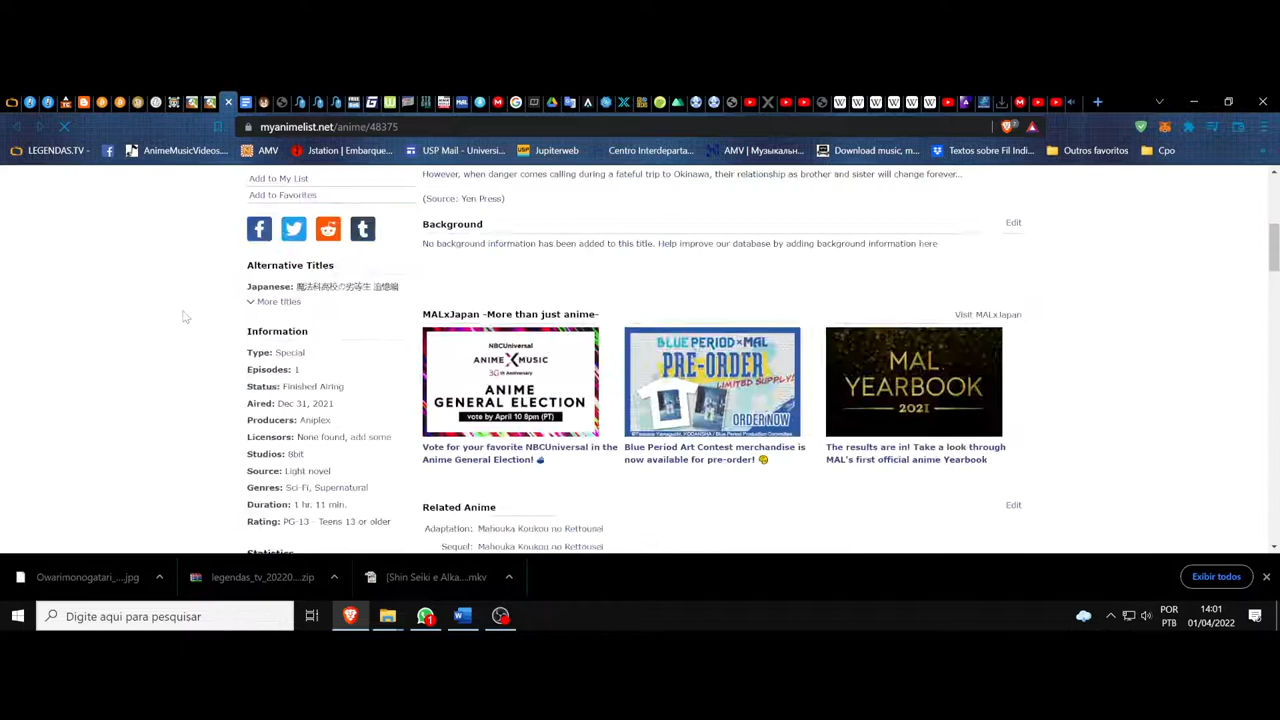 myanimelist.net/anime/48375
LEGENDAS.TV - AnimeMusicVideos... AMV Jstation | Embarque... USP Mail - Universi... Jupiterweb Centro Interdeparta... AMV | Музыкальн... Download music, m... Textos sobre Fil Indi... Outros favoritos Cpo
Add to My List
However, when danger comes calling during a fateful trip to Okinawa, their relationship as brother and sister will change forever...
Add to Favorites
(Source: Yen Press)
Background
Edit
No background information has been added to this title. Help improve our database by adding background information here
Alternative Titles
Japanese: 魔法科高校の劣等生 追憶編
More titles
MALxJapan -More than just anime-
Visit MALxJapan
NBCUniversal
ANIME X MUSIC
30th Anniversary
ANIME
GENERAL ELECTION
vote by April 10 8pm (PT)
BLUE PERIOD x MAL
PRE-ORDER
LIMITED SUPPLY!
ORDER NOW
MAL
YEARBOOK
2021
Vote for your favorite NBCUniversal in the
Anime General Election!
Blue Period Art Contest merchandise is
now available for pre-order!
The results are in! Take a look through
MAL's first official anime Yearbook
Information
Type: Special
Episodes: 1
Status: Finished Airing
Aired: Dec 31, 2021
Producers: Aniplex
Licensors: None found, add some
Studios: 8bit
Source: Light novel
Genres: Sci-Fi, Supernatural
Duration: 1 hr. 11 min.
Rating: PG-13 - Teens 13 or older
Statistics
Related Anime
Edit
Adaptation: Mahouka Koukou no Rettousei
Sequel: Mahouka Koukou no Rettousei
Owarimonogatari_....jpg
legendas_tv_20220....zip
[Shin Seiki e Alka....mkv
Exibir todos
Digite aqui para pesquisar
1
POR
PTB
14:01
01/04/2022